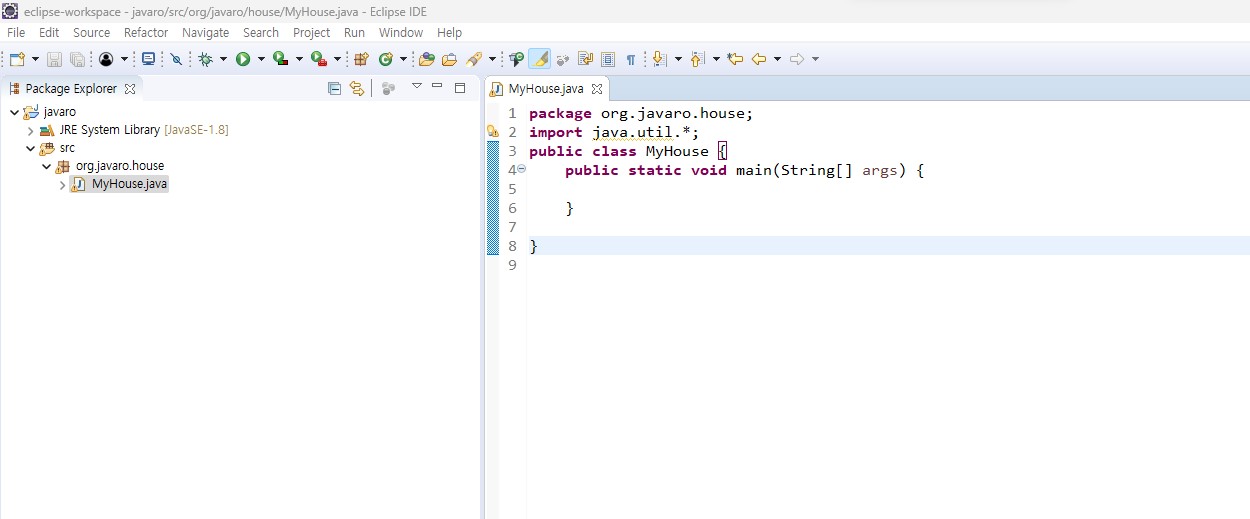 eclipse-workspace - javaro/src/org/javaro/house/MyHouse.java - Eclipse IDE
File Edit Source Refactor Navigate Search Project Run Window Help
Package Explorer
javaro
JRE System Library [JavaSE-1.8]
src
org.javaro.house
MyHouse.java
MyHouse.java
1 package org.javaro.house;
2 import java.util.*;
3 public class MyHouse {
4 public static void main(String[] args) {
5
6 }
7
8 }
9